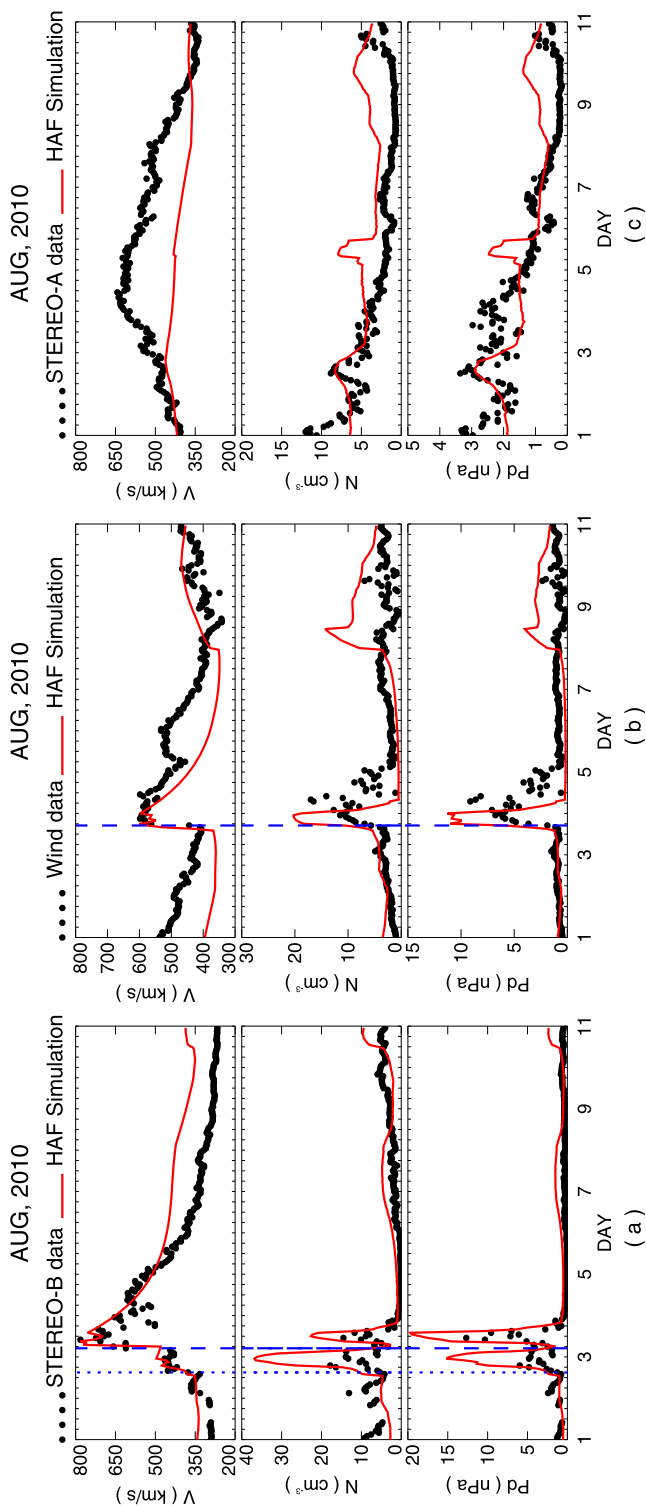 AUG, 2010
STEREO-B data HAF Simulation
V ( km/s )
800
650
500
350
200
N ( cm⁻³ )
40
30
20
10
0
Pd ( nPa )
20
15
10
5
0
1 3 5 7 9 11
DAY
( a )
AUG, 2010
Wind data HAF Simulation
V ( km/s )
800
700
600
500
400
300
N ( cm⁻³ )
30
20
10
0
Pd ( nPa )
15
10
5
0
1 3 5 7 9 11
DAY
( b )
AUG, 2010
STEREO-A data HAF Simulation
V ( km/s )
800
650
500
350
200
N ( cm⁻³ )
20
15
10
5
0
Pd ( nPa )
5
4
3
2
1
0
1 3 5 7 9 11
DAY
( c )